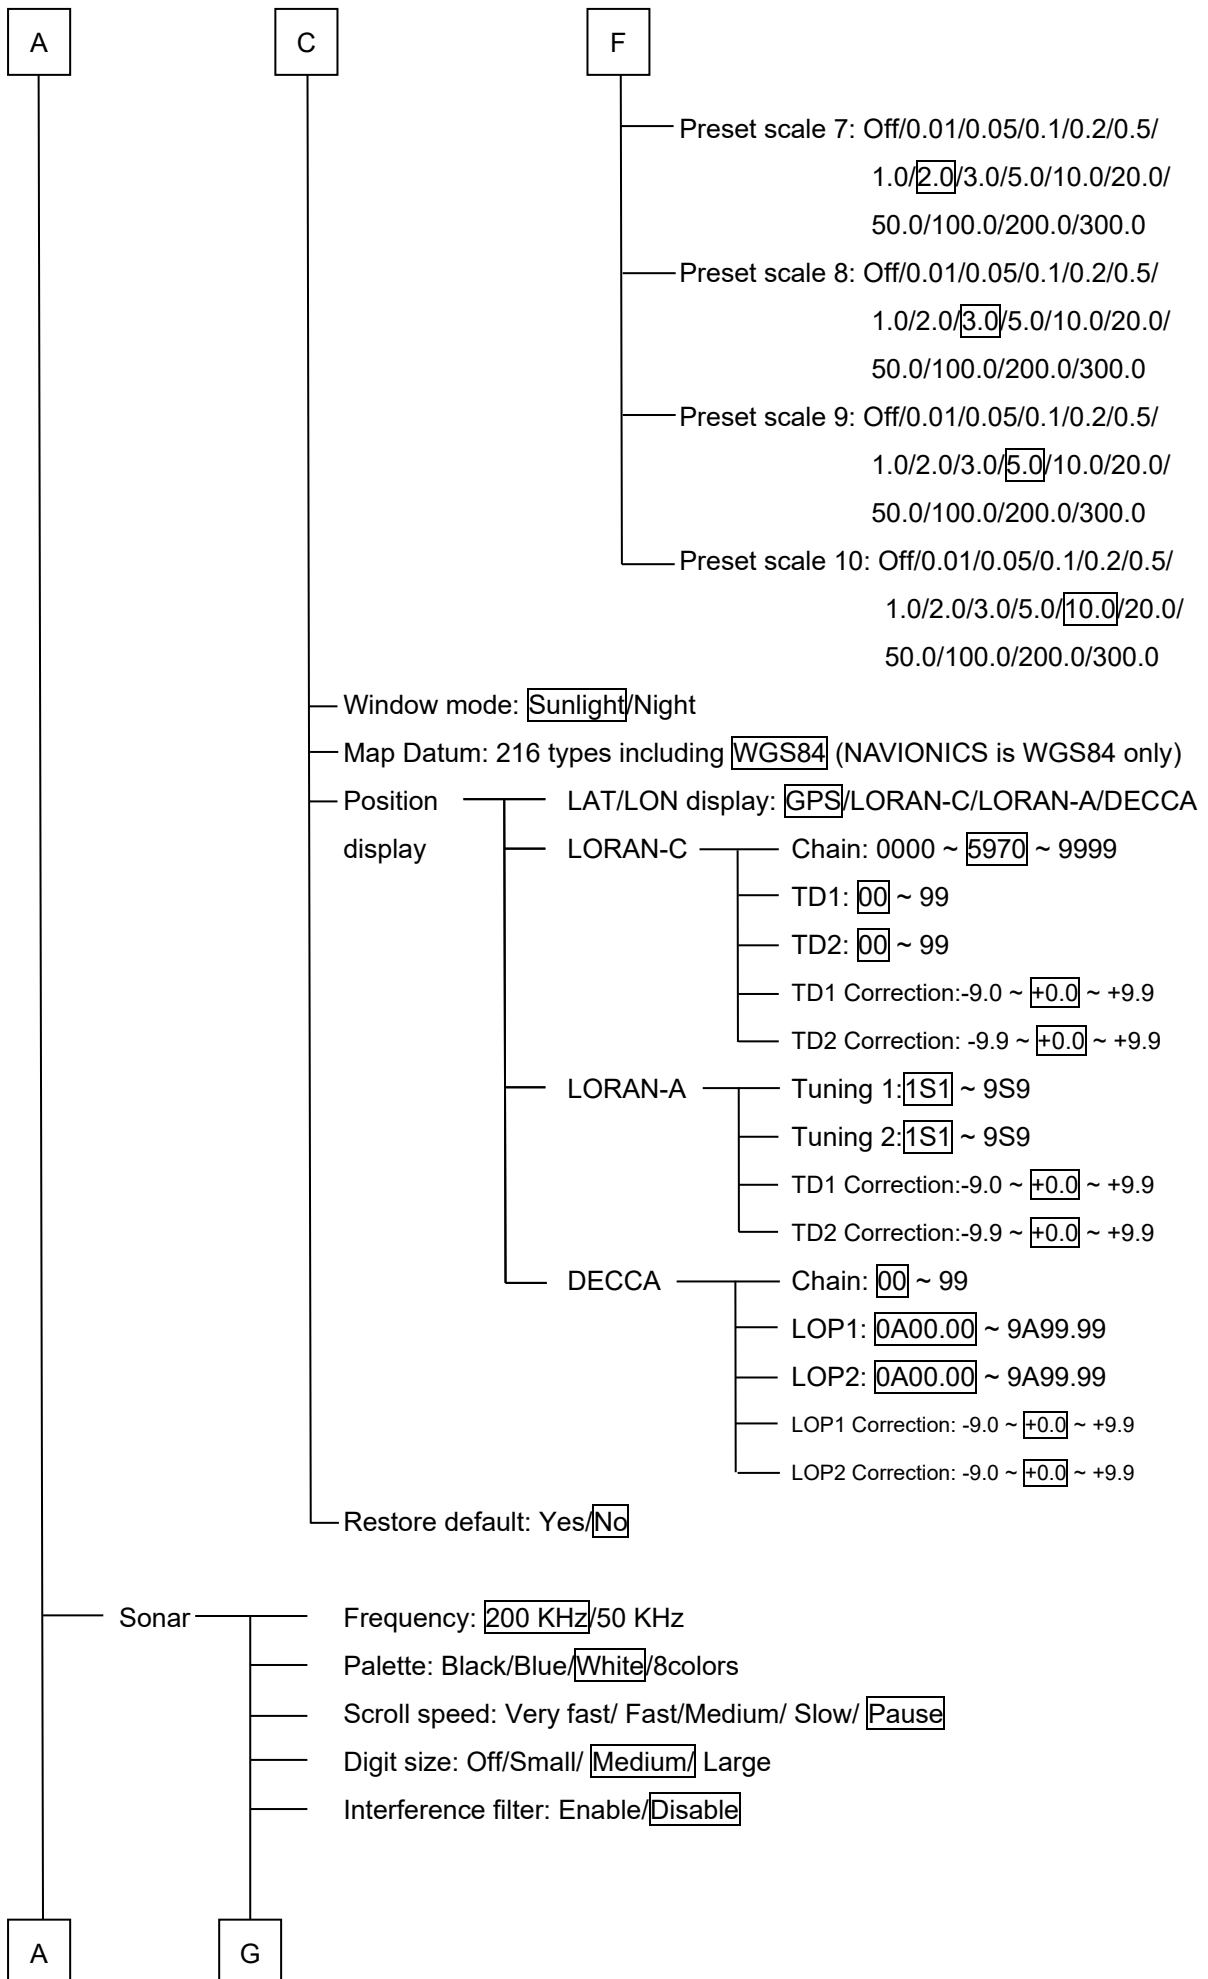 A
C
F
Preset scale 7: Off/0.01/0.05/0.1/0.2/0.5/
1.0/2.0/3.0/5.0/10.0/20.0/
50.0/100.0/200.0/300.0
Preset scale 8: Off/0.01/0.05/0.1/0.2/0.5/
1.0/2.0/3.0/5.0/10.0/20.0/
50.0/100.0/200.0/300.0
Preset scale 9: Off/0.01/0.05/0.1/0.2/0.5/
1.0/2.0/3.0/5.0/10.0/20.0/
50.0/100.0/200.0/300.0
Preset scale 10: Off/0.01/0.05/0.1/0.2/0.5/
1.0/2.0/3.0/5.0/10.0/20.0/
50.0/100.0/200.0/300.0
Window mode: Sunlight/Night
Map Datum: 216 types including WGS84 (NAVIONICS is WGS84 only)
Position
display
LAT/LON display: GPS/LORAN-C/LORAN-A/DECCA
LORAN-C
Chain: 0000 ~ 5970 ~ 9999
TD1: 00 ~ 99
TD2: 00 ~ 99
TD1 Correction:-9.0 ~ +0.0 ~ +9.9
TD2 Correction: -9.9 ~ +0.0 ~ +9.9
LORAN-A
Tuning 1:1S1 ~ 9S9
Tuning 2:1S1 ~ 9S9
TD1 Correction:-9.0 ~ +0.0 ~ +9.9
TD2 Correction:-9.9 ~ +0.0 ~ +9.9
DECCA
Chain: 00 ~ 99
LOP1: 0A00.00 ~ 9A99.99
LOP2: 0A00.00 ~ 9A99.99
LOP1 Correction: -9.0 ~ +0.0 ~ +9.9
LOP2 Correction: -9.0 ~ +0.0 ~ +9.9
Restore default: Yes/No
Sonar
Frequency: 200 KHz/50 KHz
Palette: Black/Blue/White/8colors
Scroll speed: Very fast/ Fast/Medium/ Slow/ Pause
Digit size: Off/Small/ Medium/ Large
Interference filter: Enable/Disable
A
G